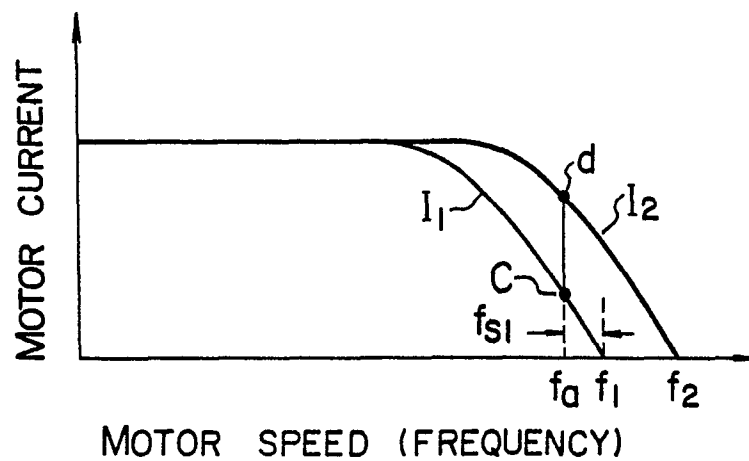 MOTOR CURRENT
I1
I2
d
C
fS1
fa
f1
f2
MOTOR SPEED (FREQUENCY)